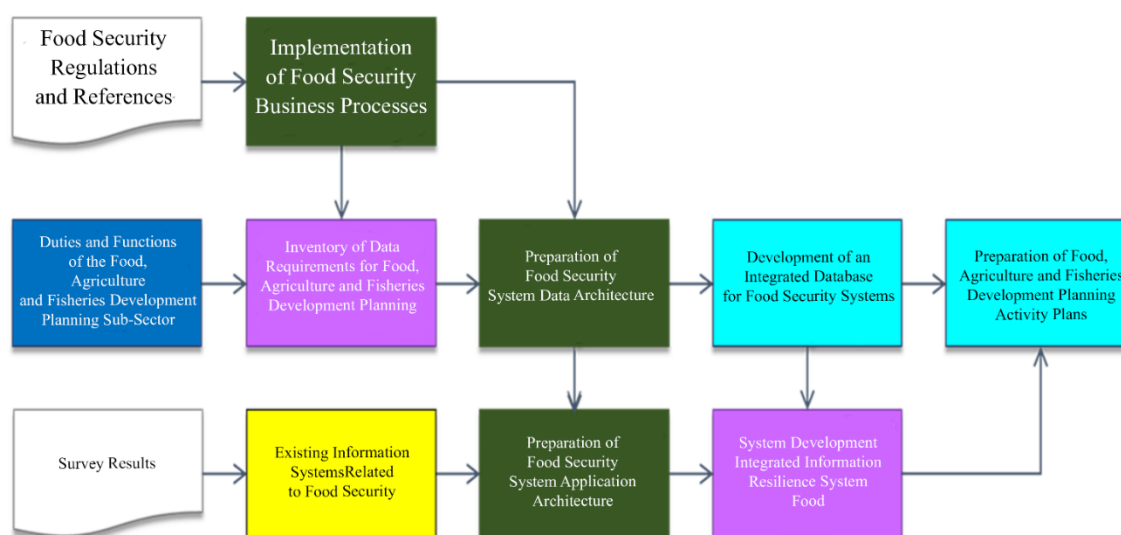 Food Security
Regulations
and References
Implementation
of Food Security
Business Processes
Duties and Functions
of the Food,
Agriculture
and Fisheries Development
Planning Sub-Sector
Inventory of Data
Requirements for Food,
Agriculture and Fisheries
Development Planning
Preparation of
Food Security
System Data Architecture
Development of an
Integrated Database
for Food Security Systems
Preparation of Food,
Agriculture and Fisheries
Development Planning
Activity Plans
Survey Results
Existing Information
SystemsRelated
to Food Security
Preparation of
Food Security
System Application
Architecture
System Development
Integrated Information
Resilience System
Food